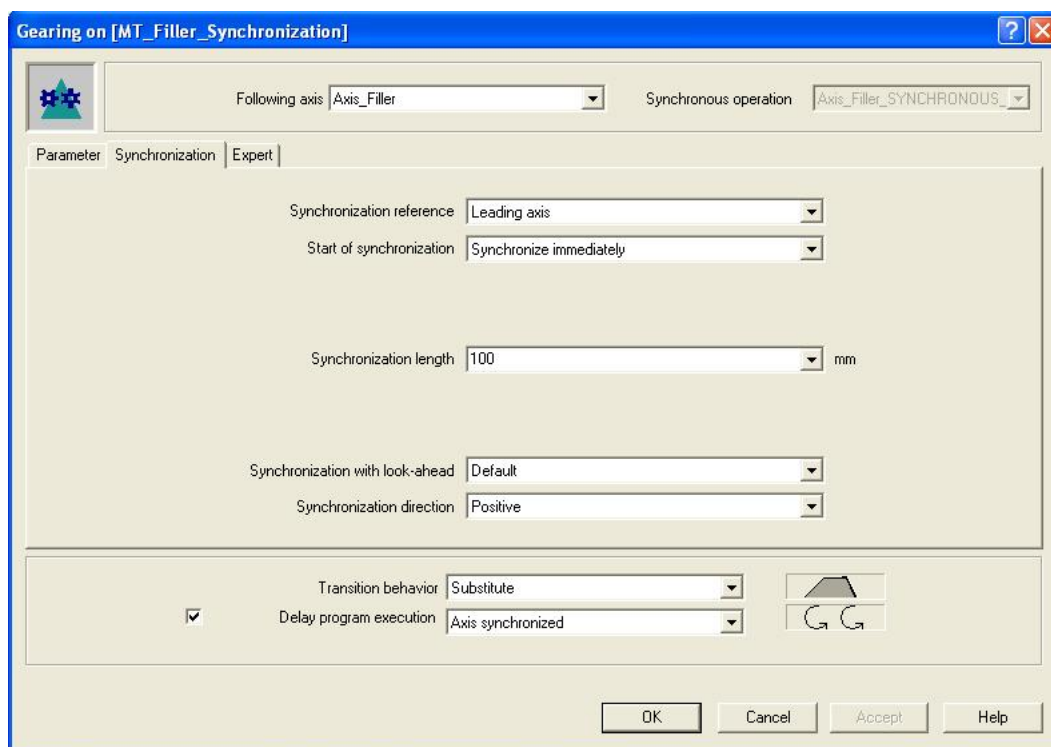 Gearing on [MT_Filler_Synchronization]
Following axis Axis_Filler Synchronous operation Axis_Filler_SYNCHRONOUS_
Parameter Synchronization Expert
Synchronization reference Leading axis
Start of synchronization Synchronize immediately
Synchronization length 100 mm
Synchronization with look-ahead Default
Synchronization direction Positive
Transition behavior Substitute
Delay program execution Axis synchronized
OK Cancel Accept Help